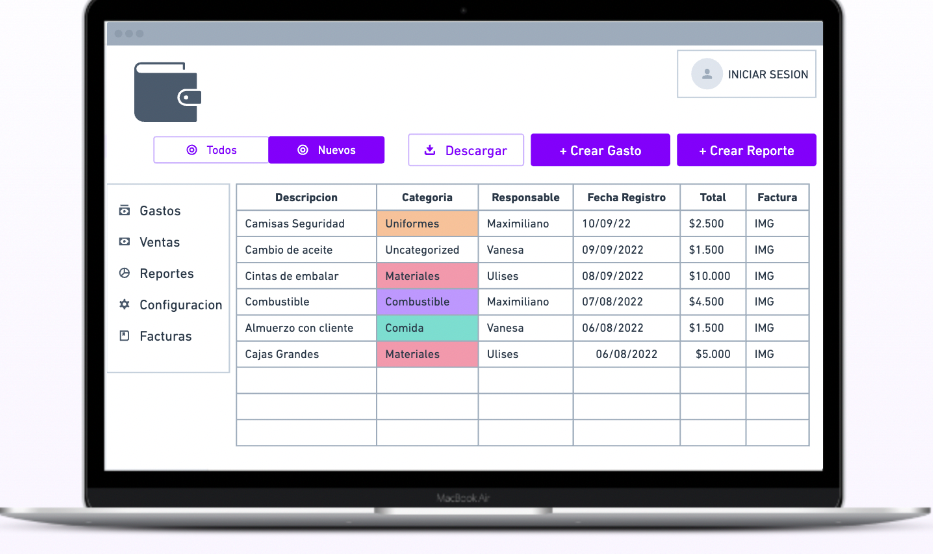 INICIAR SESION
Todos Nuevos Descargar + Crear Gasto + Crear Reporte
Gastos
Ventas
Reportes
Configuracion
Facturas
Descripcion Categoria Responsable Fecha Registro Total Factura
Camisas Seguridad Uniformes Maximiliano 10/09/22 $2.500 IMG
Cambio de aceite Uncategorized Vanesa 09/09/2022 $1.500 IMG
Cintas de embalar Materiales Ulises 08/09/2022 $10.000 IMG
Combustible Combustible Maximiliano 07/08/2022 $4.500 IMG
Almuerzo con cliente Comida Vanesa 06/08/2022 $1.500 IMG
Cajas Grandes Materiales Ulises 06/08/2022 $5.000 IMG
MacBook Air